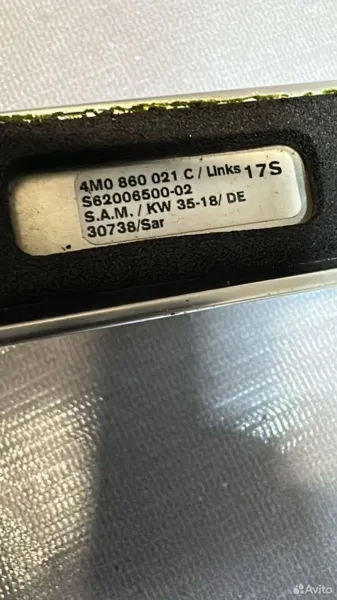 4M0 860 021 C / Links 17S
S62006500-02
S.A.M. / KW 35-18/ DE
30738/Sar
Avito